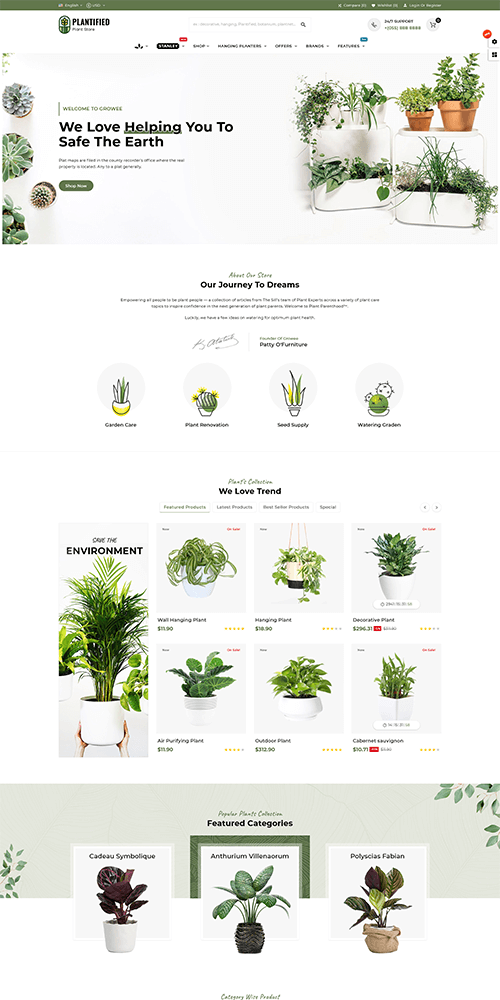 English
USD
Compare (0)
Wishlist (0)
Login Or Register
PLANTIFIED
Plant Store
24/7 SUPPORT
+(055) 888 8888
0
STANLEY
SHOP
HANGING PLANTERS
OFFERS
BRANDS
FEATURES
WELCOME TO GROWEE
We Love Helping You To
Safe The Earth
Plat maps are filed in the county recorder's office where the real
property is located. Any to a plat generally.
Shop Now
About Our Store
Our Journey To Dreams
Empowering all people to be plant people — a collection of articles from The Sill's team of Plant Experts across a variety of plant care
topics to inspire confidence in the next generation of plant parents. Welcome to Plant Parenthood™.
Luckily, we have a few ideas on watering for optimum plant health.
Founder Of Growee
Patty O'Furniture
Garden Care
Plant Renovation
Seed Supply
Watering Graden
Plant's Collection
We Love Trend
Featured Products
Latest Products
Best Seller Products
Special
SAVE THE
ENVIRONMENT
New
On Sale!
New
On Sale!
New
On Sale!
Wall Hanging Plant
$11.90
Hanging Plant
$18.90
Decorative Plant
$296.31
On Sale!
On Sale!
On Sale!
Air Purifying Plant
$11.90
Outdoor Plant
$312.90
Cabernet sauvignon
$10.71
Popular Plants Collection
Featured Categories
Cadeau Symbolique
Anthurium Villenaorum
Polyscias Fabian
Category Wise Product